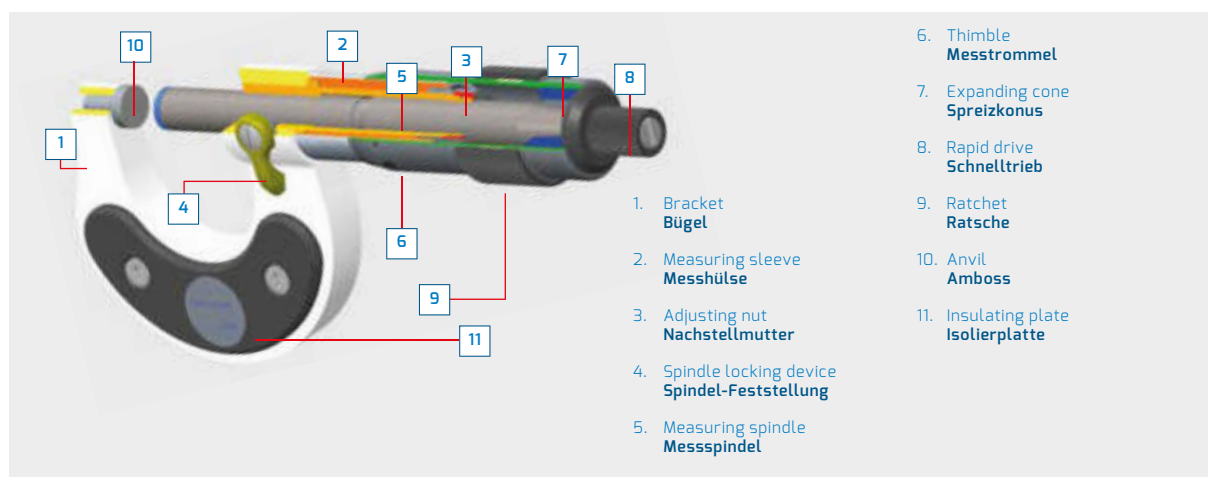 10
2
5
3
7
8
1
4
6
9
11
1. Bracket
Bügel
2. Measuring sleeve
Messhülse
3. Adjusting nut
Nachstellmutter
4. Spindle locking device
Spindel-Feststellung
5. Measuring spindle
Messspindel
6. Thimble
Messtrommel
7. Expanding cone
Spreizkonus
8. Rapid drive
Schnelltrieb
9. Ratchet
Ratsche
10. Anvil
Amboss
11. Insulating plate
Isolierplatte